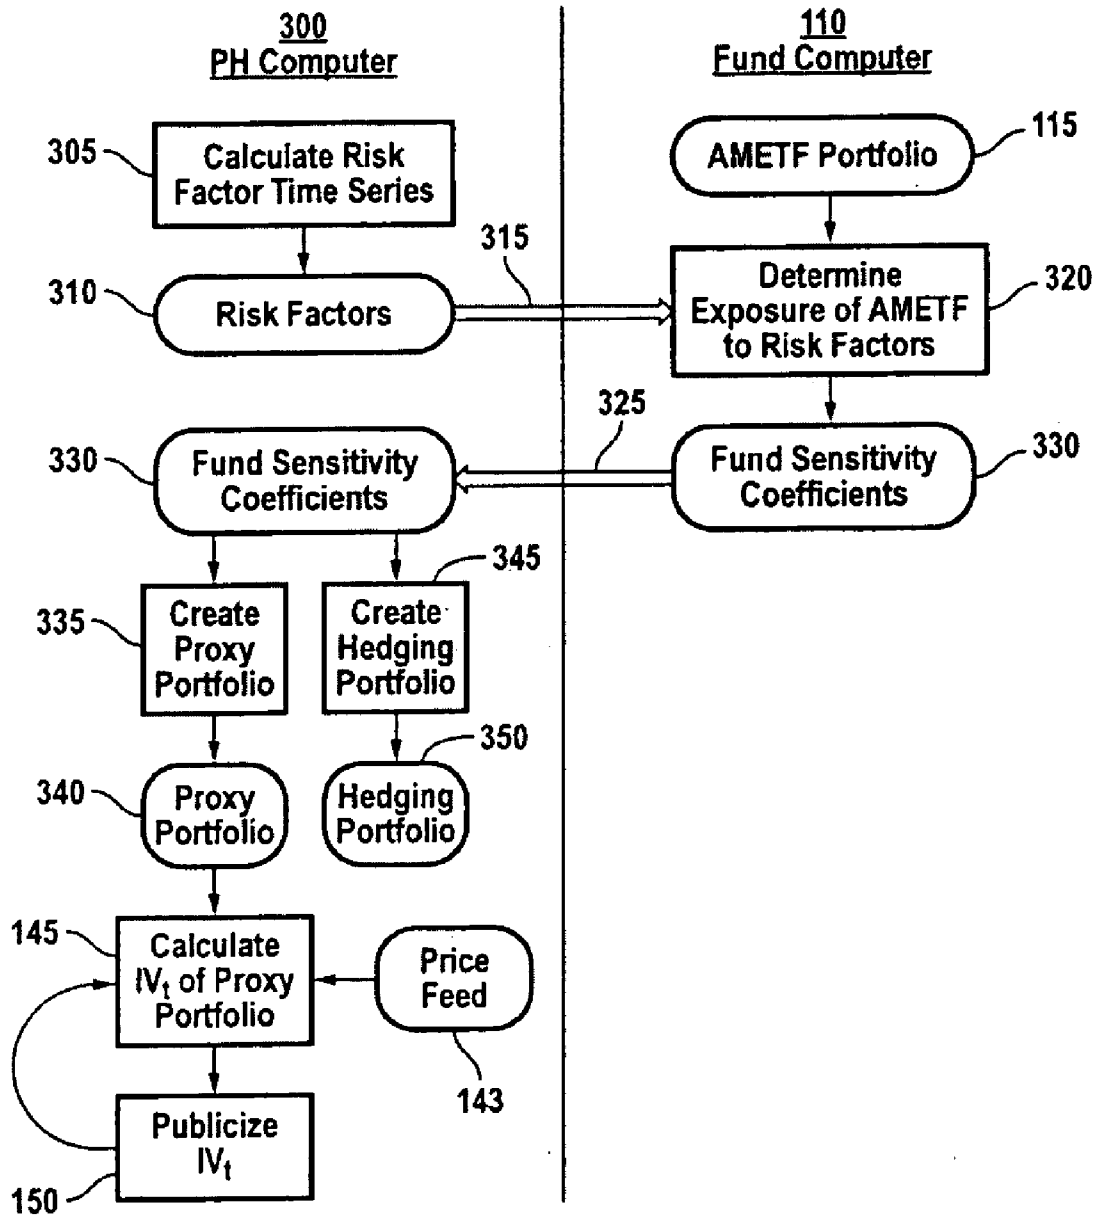 300
PH Computer
110
Fund Computer
305
Calculate Risk
Factor Time Series
AMETF Portfolio
115
310
Risk Factors
315
Determine
Exposure of AMETF
to Risk Factors
320
330
Fund Sensitivity
Coefficients
325
Fund Sensitivity
Coefficients
330
335
Create
Proxy
Portfolio
345
Create
Hedging
Portfolio
340
Proxy
Portfolio
350
Hedging
Portfolio
145
Calculate
IVt of Proxy
Portfolio
Price
Feed
143
Publicize
IVt
150